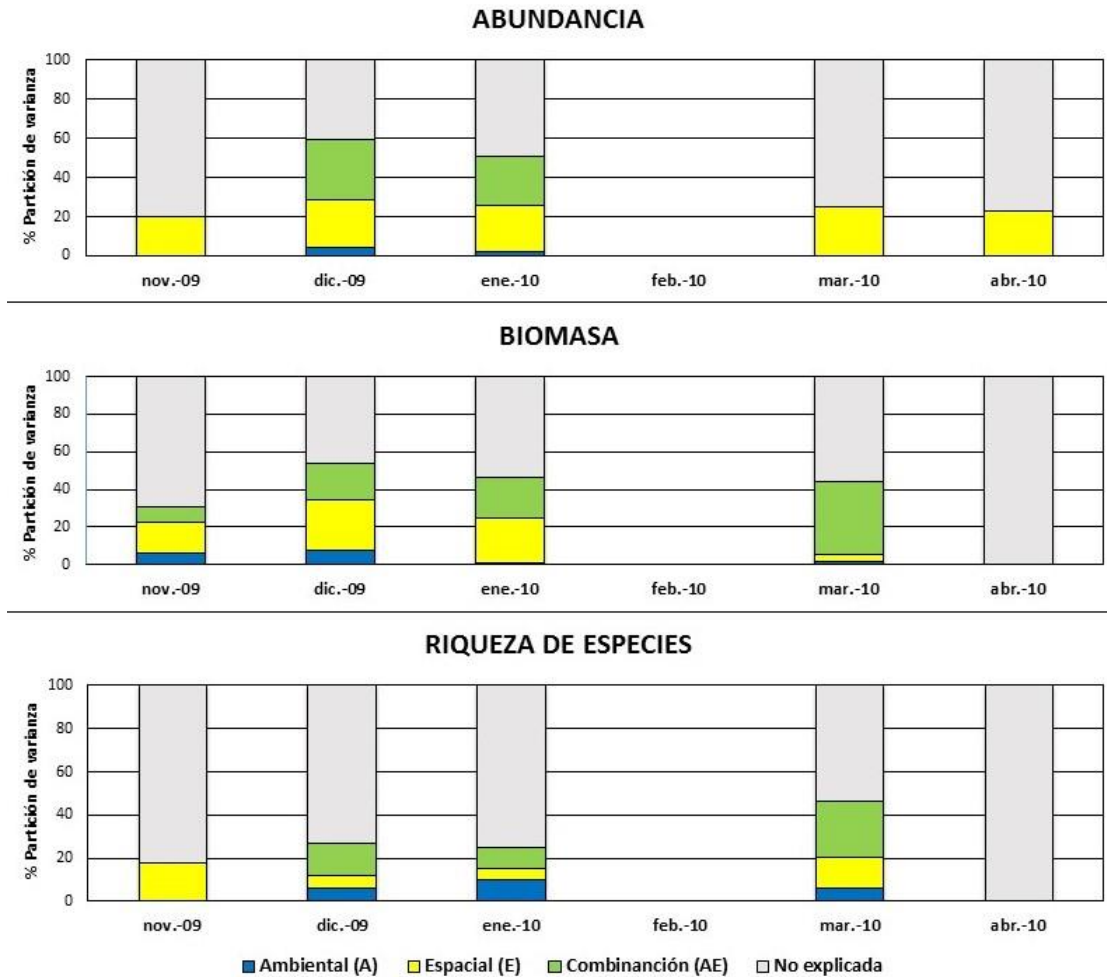 ABUNDANCIA
% Partición de varianza
100
80
60
40
20
0
nov.-09 dic.-09 ene.-10 feb.-10 mar.-10 abr.-10
BIOMASA
% Partición de varianza
100
80
60
40
20
0
nov.-09 dic.-09 ene.-10 feb.-10 mar.-10 abr.-10
RIQUEZA DE ESPECIES
% Partición de varianza
100
80
60
40
20
0
nov.-09 dic.-09 ene.-10 feb.-10 mar.-10 abr.-10
Ambiental (A) Espacial (E) Combinanción (AE) No explicada